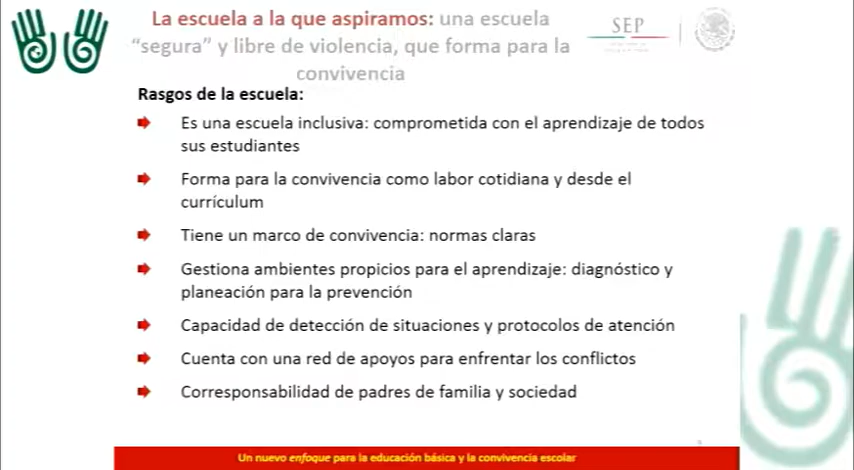 La escuela a la que aspiramos: una escuela
“segura” y libre de violencia, que forma para la
convivencia
SEP
Rasgos de la escuela:
Es una escuela inclusiva: comprometida con el aprendizaje de todos
sus estudiantes
Forma para la convivencia como labor cotidiana y desde el
currículum
Tiene un marco de convivencia: normas claras
Gestiona ambientes propicios para el aprendizaje: diagnóstico y
planeación para la prevención
Capacidad de detección de situaciones y protocolos de atención
Cuenta con una red de apoyos para enfrentar los conflictos
Corresponsabilidad de padres de familia y sociedad
Un nuevo enfoque para la educación básica y la convivencia escolar